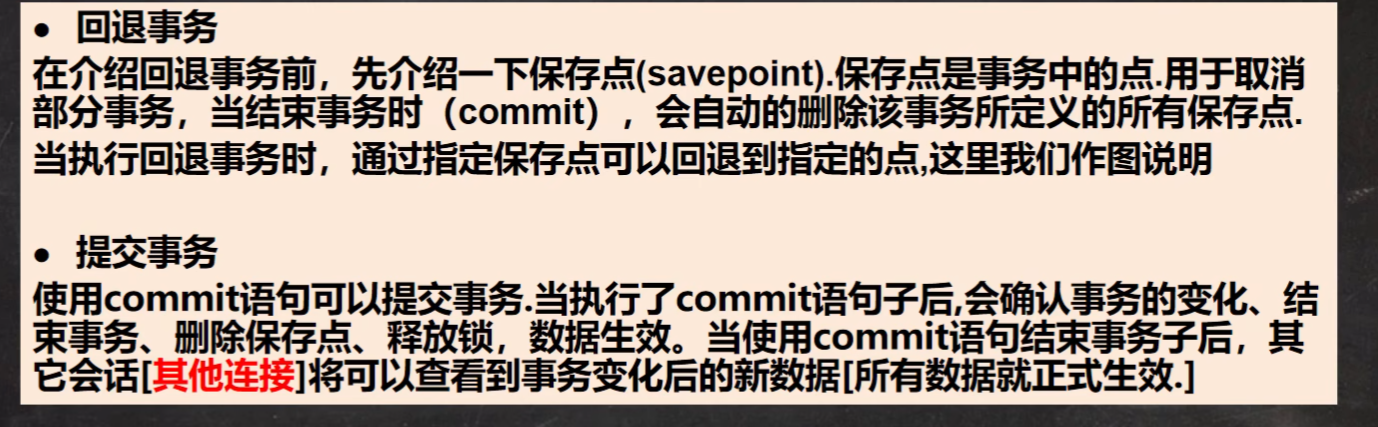 ● 回退事务
在介绍回退事务前，先介绍一下保存点(savepoint).保存点是事务中的点.用于取消
部分事务，当结束事务时（commit），会自动的删除该事务所定义的所有保存点.
当执行回退事务时，通过指定保存点可以回退到指定的点,这里我们作图说明
● 提交事务
使用commit语句可以提交事务.当执行了commit语句子后,会确认事务的变化、结
束事务、删除保存点、释放锁，数据生效。当使用commit语句结束事务子后，其
它会话[其他连接]将可以查看到事务变化后的新数据[所有数据就正式生效.]